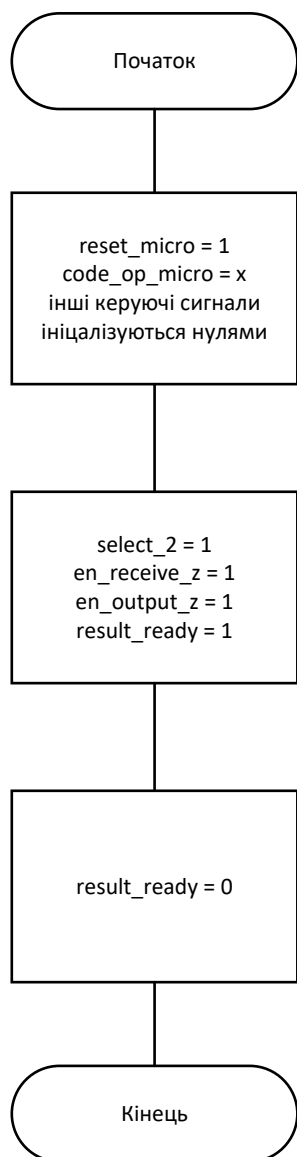 Початок
reset_micro = 1
code_op_micro = x
інші керуючі сигнали
ініцалізуються нулями
select_2 = 1
en_receive_z = 1
en_output_z = 1
result_ready = 1
result_ready = 0
Кінець